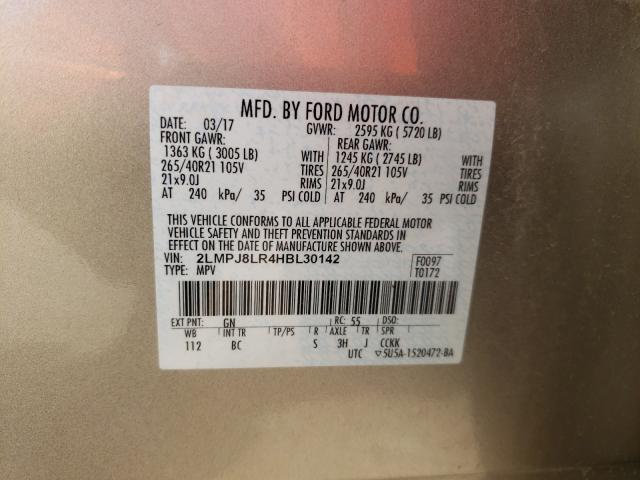 MFD. BY FORD MOTOR CO.
DATE: 03/17 GVWR: 2595 KG ( 5720 LB)
FRONT GAWR: REAR GAWR:
1363 KG ( 3005 LB) WITH 1245 KG ( 2745 LB) WITH
265/40R21 105V TIRES 265/40R21 105V TIRES
21x9.0J RIMS 21x9.0J RIMS
AT 240 kPa/ 35 PSI COLD AT 240 kPa/ 35 PSI COLD
THIS VEHICLE CONFORMS TO ALL APPLICABLE FEDERAL MOTOR
VEHICLE SAFETY AND THEFT PREVENTION STANDARDS IN
EFFECT ON THE DATE OF MANUFACTURE SHOWN ABOVE.
VIN: 2LMPJ8LR4HBL30142 F0097
TYPE: MPV T0172
EXT PNT: GN RC: 55 DSO:
WB INT TR TP/PS R AXLE TR SPR
112 BC S 3H J CCKK
UTC ▽5U5A-1520472-BA